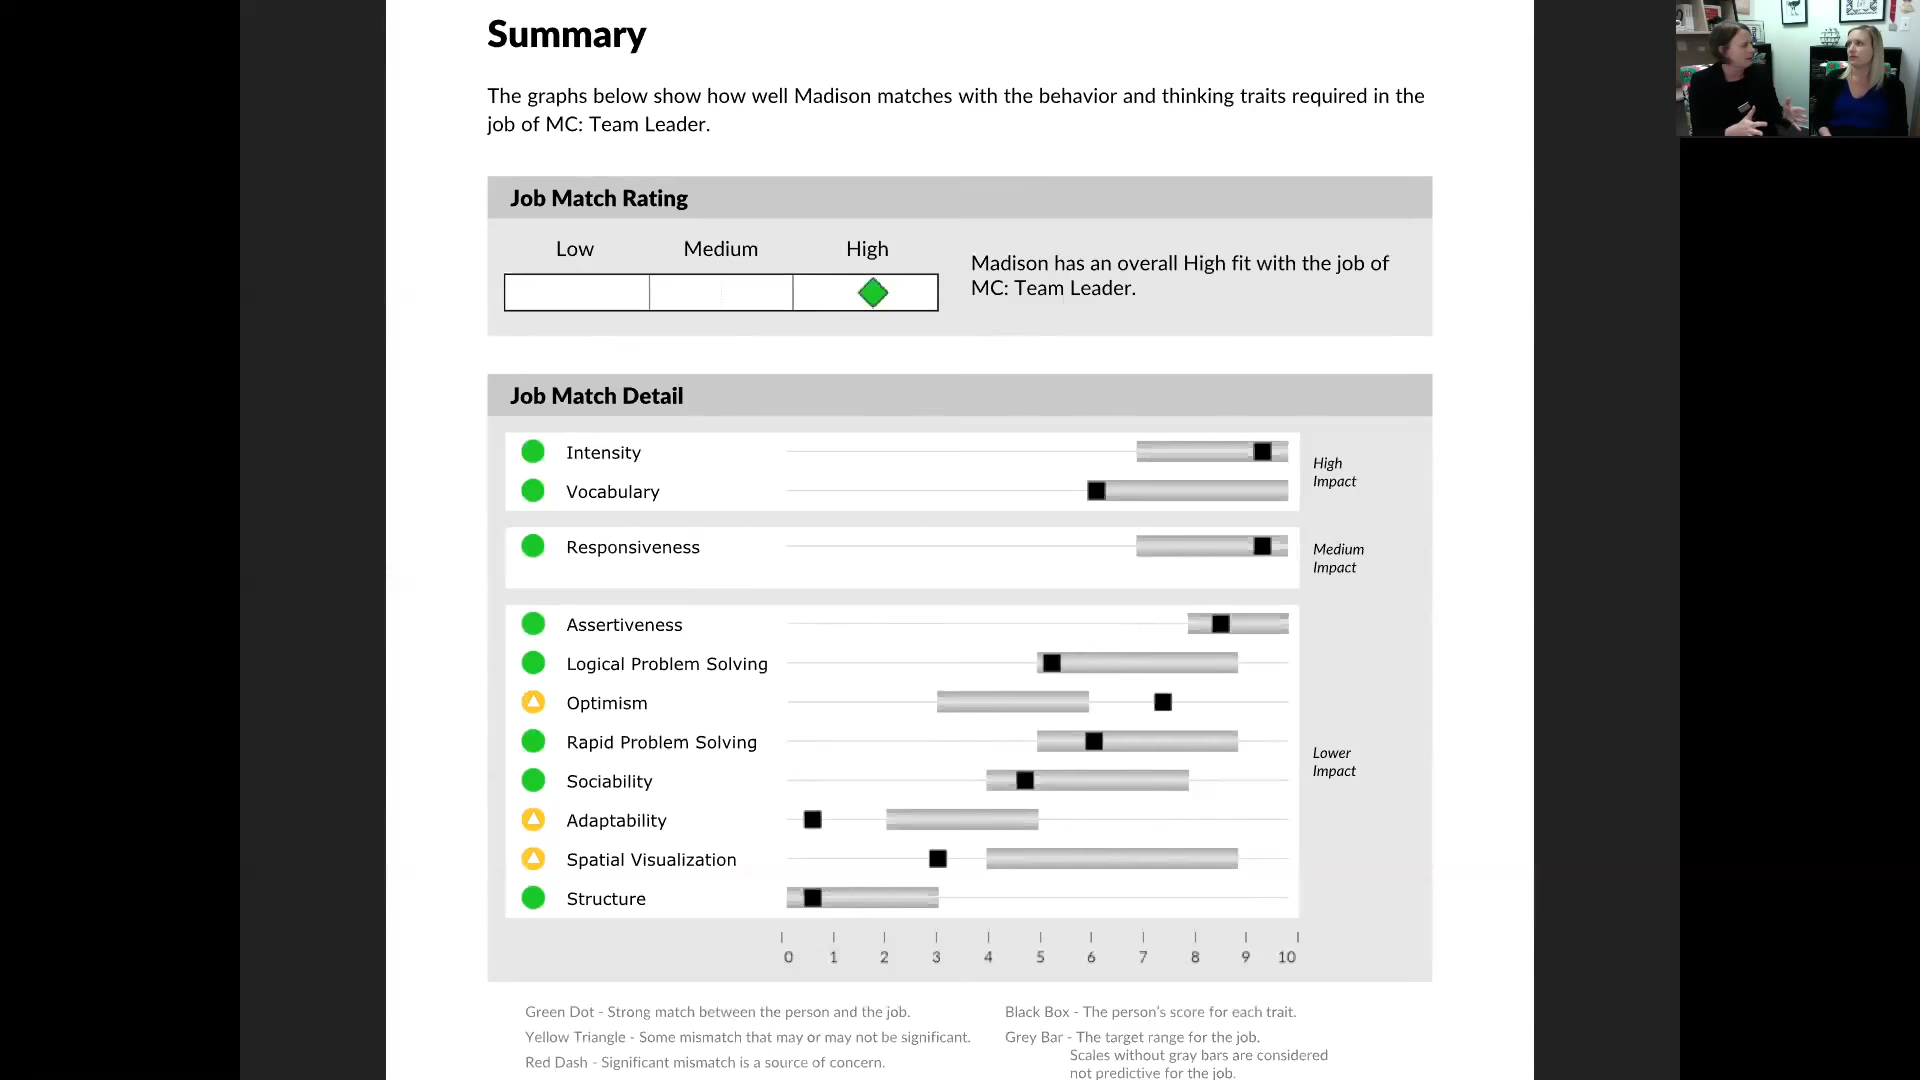 Summary
The graphs below show how well Madison matches with the behavior and thinking traits required in the
job of MC: Team Leader.
Job Match Rating
Low Medium High
Madison has an overall High fit with the job of
MC: Team Leader.
Job Match Detail
Intensity
Vocabulary
High
Impact
Responsiveness
Medium
Impact
Assertiveness
Logical Problem Solving
Optimism
Rapid Problem Solving
Sociability
Adaptability
Spatial Visualization
Structure
Lower
Impact
0 1 2 3 4 5 6 7 8 9 10
Green Dot - Strong match between the person and the job.
Yellow Triangle - Some mismatch that may or may not be significant.
Red Dash - Significant mismatch is a source of concern.
Black Box - The person's score for each trait.
Grey Bar - The target range for the job.
Scales without gray bars are considered
not predictive for the job.